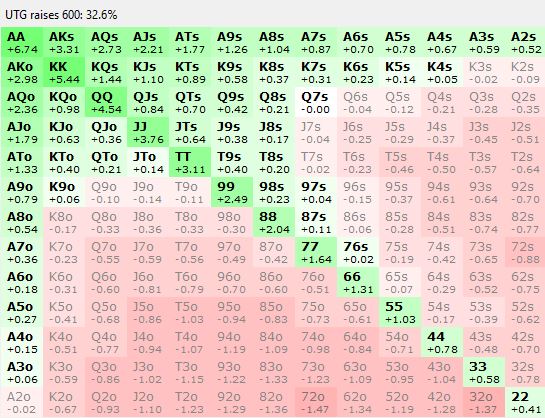 UTG raises 600: 32.6%
AA AKs AQs AJs ATs A9s A8s A7s A6s A5s A4s A3s A2s
+6.74 +3.31 +2.73 +2.21 +1.77 +1.26 +1.04 +0.87 +0.70 +0.78 +0.67 +0.59 +0.52
AKo KK KQs KJs KTs K9s K8s K7s K6s K5s K4s K3s K2s
+2.98 +5.44 +1.44 +1.10 +0.89 +0.58 +0.37 +0.31 +0.23 +0.14 +0.05 -0.02 -0.09
AQo KQo QQ QJs QTs Q9s Q8s Q7s Q6s Q5s Q4s Q3s Q2s
+2.36 +0.98 +4.54 +0.84 +0.70 +0.42 +0.21 -0.00 -0.04 -0.12 -0.21 -0.28 -0.35
AJo KJo QJo JJ JTs J9s J8s J7s J6s J5s J4s J3s J2s
+1.79 +0.63 +0.36 +3.76 +0.64 +0.38 +0.17 -0.04 -0.25 -0.29 -0.37 -0.45 -0.51
ATo KTo QTo JTo TT T9s T8s T7s T6s T5s T4s T3s T2s
+1.33 +0.40 +0.21 +0.14 +3.11 +0.40 +0.20 -0.02 -0.23 -0.46 -0.50 -0.57 -0.64
A9o K9o Q9o J9o T9o 99 98s 97s 96s 95s 94s 93s 92s
+0.79 +0.06 -0.10 -0.14 -0.11 +2.49 +0.23 +0.04 -0.15 -0.37 -0.61 -0.64 -0.70
A8o K8o Q8o J8o T8o 98o 88 87s 86s 85s 84s 83s 82s
+0.54 -0.17 -0.33 -0.36 -0.33 -0.30 +2.04 +0.11 -0.06 -0.28 -0.51 -0.74 -0.77
A7o K7o Q7o J7o T7o 97o 87o 77 76s 75s 74s 73s 72s
+0.36 -0.23 -0.55 -0.59 -0.56 -0.49 -0.42 +1.64 +0.02 -0.19 -0.42 -0.65 -0.88
A6o K6o Q6o J6o T6o 96o 86o 76o 66 65s 64s 63s 62s
+0.18 -0.31 -0.60 -0.81 -0.79 -0.70 -0.60 -0.51 +1.31 -0.07 -0.29 -0.52 -0.75
A5o K5o Q5o J5o T5o 95o 85o 75o 65o 55 54s 53s 52s
+0.27 -0.41 -0.68 -0.86 -1.03 -0.94 -0.83 -0.73 -0.61 +1.03 -0.17 -0.39 -0.62
A4o K4o Q4o J4o T4o 94o 84o 74o 64o 54o 44 43s 42s
+0.15 -0.51 -0.77 -0.94 -1.07 -1.19 -1.09 -0.98 -0.84 -0.71 +0.78 -0.48 -0.70
A3o K3o Q3o J3o T3o 93o 83o 73o 63o 53o 43o 33 32s
+0.06 -0.59 -0.86 -1.02 -1.15 -1.22 -1.33 -1.23 -1.09 -0.95 -1.04 +0.58 -0.78
A2o K2o Q2o J2o T2o 92o 82o 72o 62o 52o 42o 32o 22
-0.02 -0.67 -0.93 -1.10 -1.23 -1.29 -1.36 -1.47 -1.34 -1.19 -1.28 -1.37 +0.41